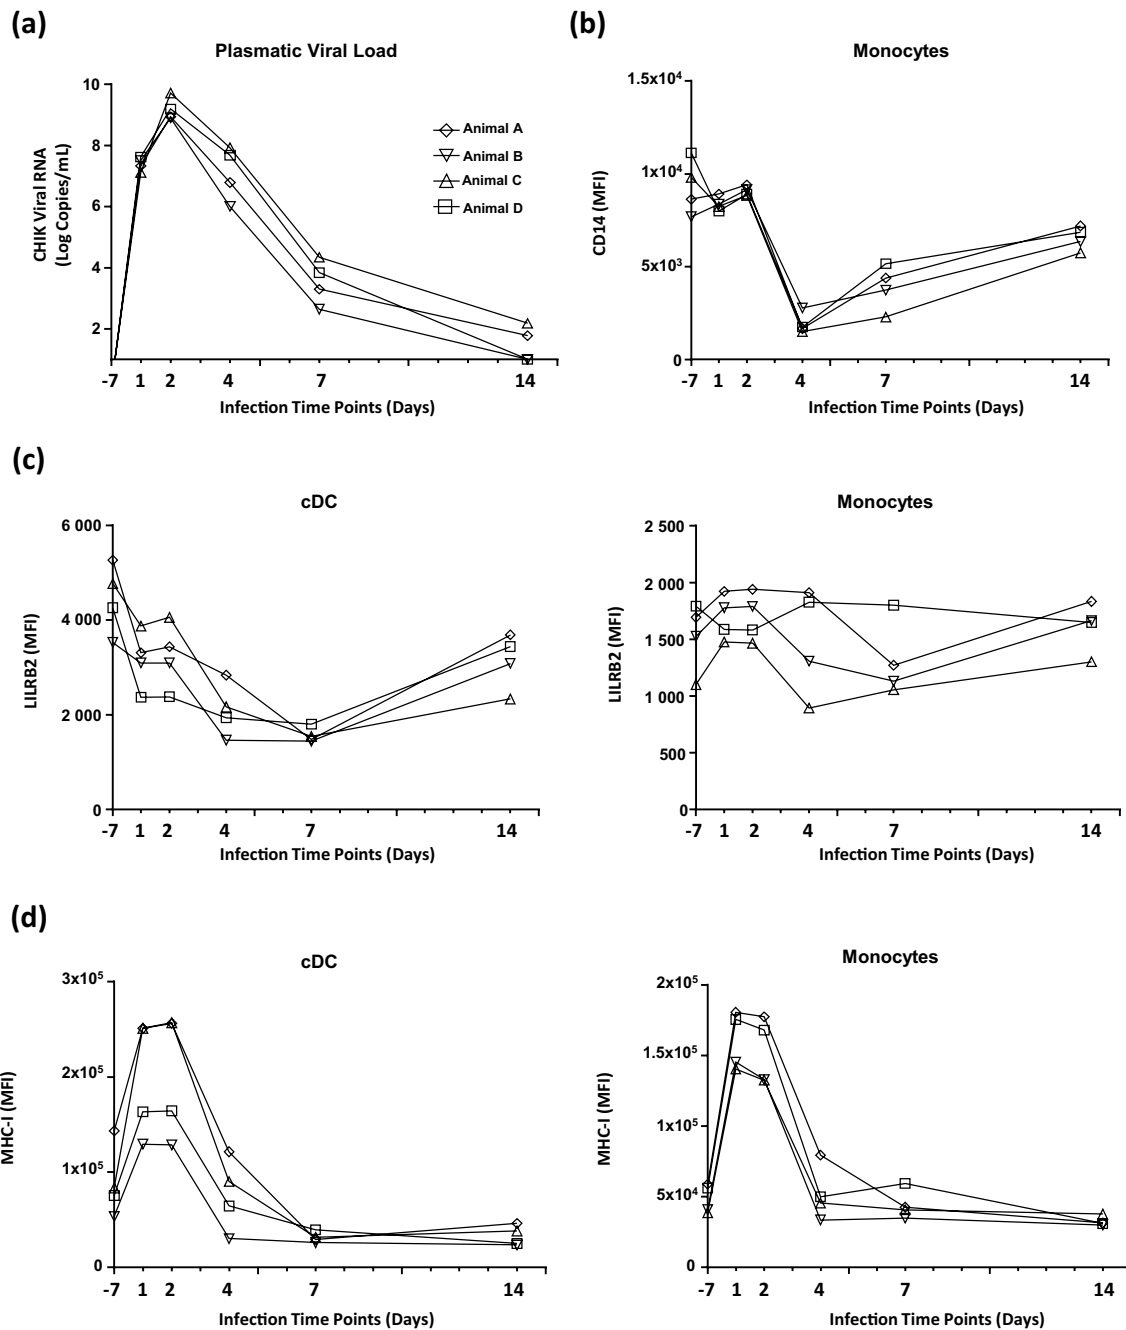 (a)
Plasmatic Viral Load
CHIK Viral RNA
(Log Copies/mL)
10
8
6
4
2
Animal A
Animal B
Animal C
Animal D
-7 1 2 4 7 14
Infection Time Points (Days)
(b)
Monocytes
CD14 (MFI)
1.5x10⁴
1x10⁴
5x10³
0
-7 1 2 4 7 14
Infection Time Points (Days)
(c)
cDC
LILRB2 (MFI)
6 000
4 000
2 000
0
-7 1 2 4 7 14
Infection Time Points (Days)
Monocytes
LILRB2 (MFI)
2 500
2 000
1 500
1 000
500
0
-7 1 2 4 7 14
Infection Time Points (Days)
(d)
cDC
MHC-I (MFI)
3x10⁵
2x10⁵
1x10⁵
0
-7 1 2 4 7 14
Infection Time Points (Days)
Monocytes
MHC-I (MFI)
2x10⁵
1.5x10⁵
1x10⁵
5x10⁴
0
-7 1 2 4 7 14
Infection Time Points (Days)